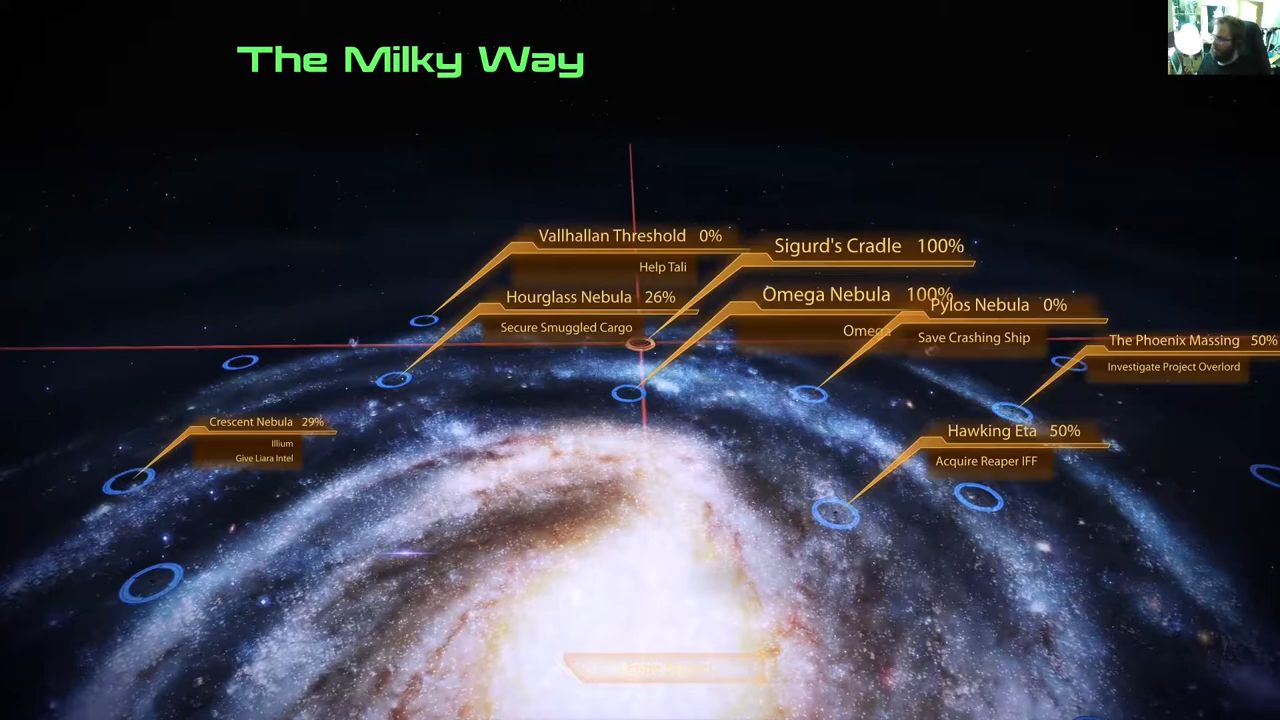 The Milky Way
Vallhallan Threshold 0%
Help Tali
Sigurd's Cradle 100%
Hourglass Nebula 26%
Secure Smuggled Cargo
Omega Nebula 100%
Omega
Pylos Nebula 0%
Save Crashing Ship
The Phoenix Massing 50%
Investigate Project Overlord
Crescent Nebula 29%
Illium
Give Liara Intel
Hawking Eta 50%
Acquire Reaper IFF